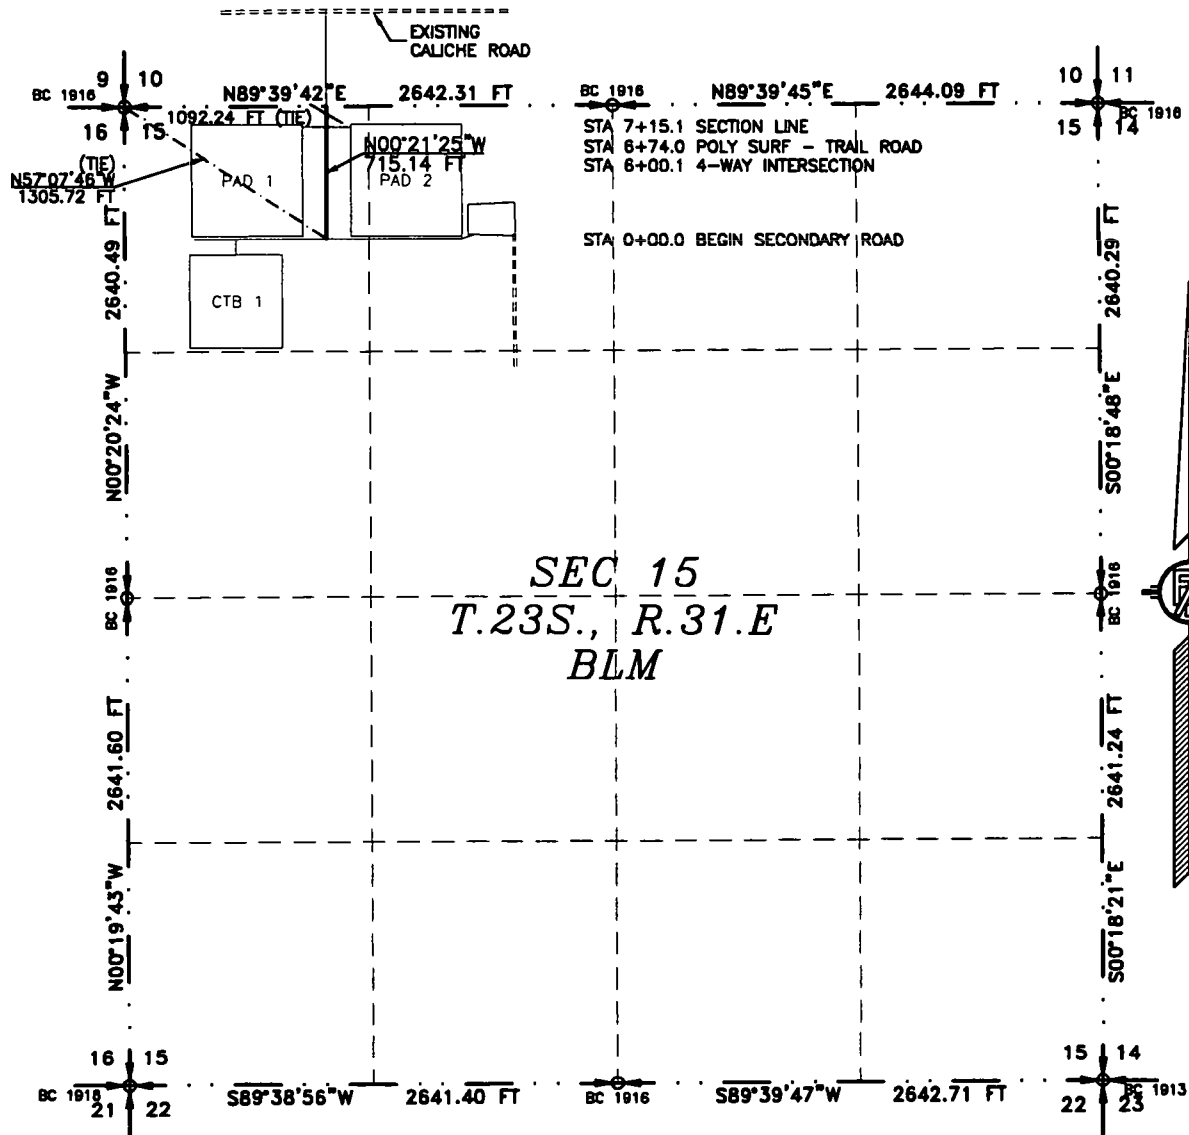 EXISTING
CALICHE ROAD
9 10
10 11
BC 1916
N89°39'42"E 2642.31 FT
BC 1916
N89°39'45"E 2644.09 FT
BC 1916
16 15
1092.24 FT (TIE)
15 14
STA 7+15.1 SECTION LINE
STA 6+74.0 POLY SURF - TRAIL ROAD
STA 6+00.1 4-WAY INTERSECTION
N00°21'25"W
715.14 FT
(TIE)
N57°07'46"W
1305.72 FT
PAD 1
PAD 2
STA 0+00.0 BEGIN SECONDARY ROAD
CTB 1
N00°20'24"W 2640.49 FT
S00°18'48"E 2640.29 FT
BC 1916
SEC 15
T.23S., R.31.E
BLM
BC 1916
N00°19'43"W 2641.60 FT
S00°18'21"E 2641.24 FT
16 15
15 14
BC 1918
S89°38'56"W 2641.40 FT
BC 1916
S89°39'47"W 2642.71 FT
BC 1913
21 22
22 23